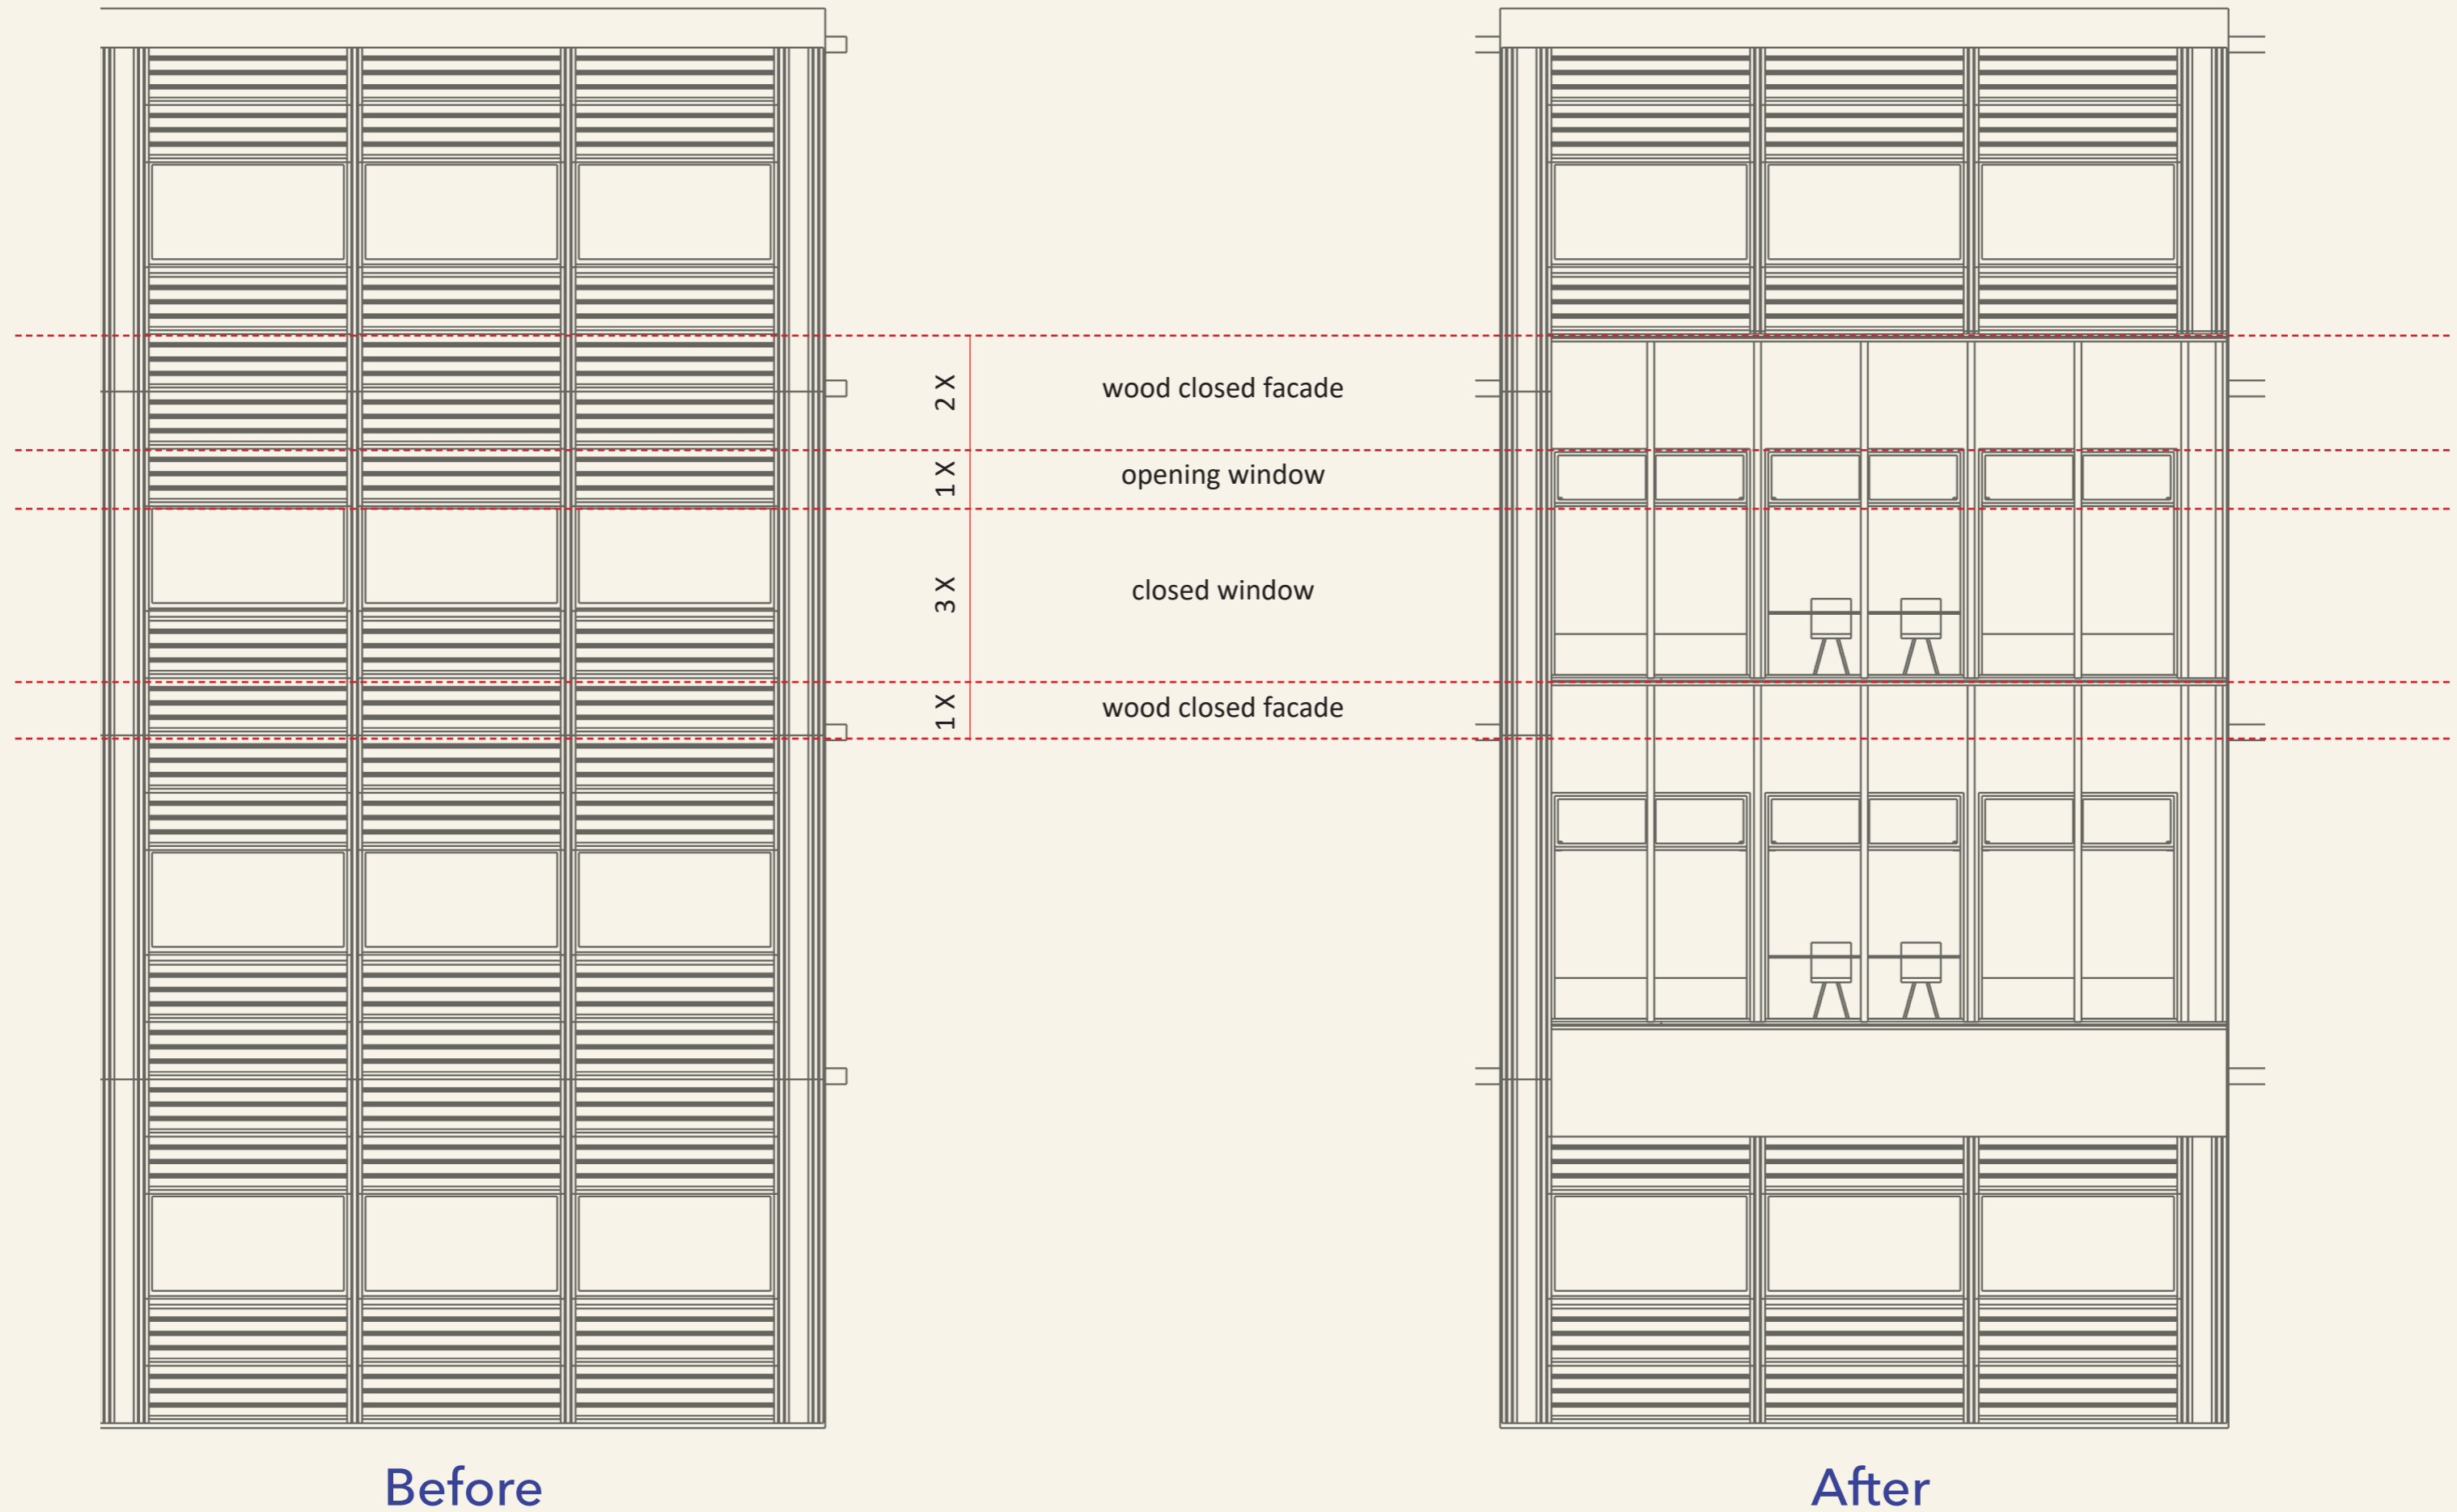 2 X
wood closed facade
1 X
opening window
3 X
closed window
1 X
wood closed facade
Before
After